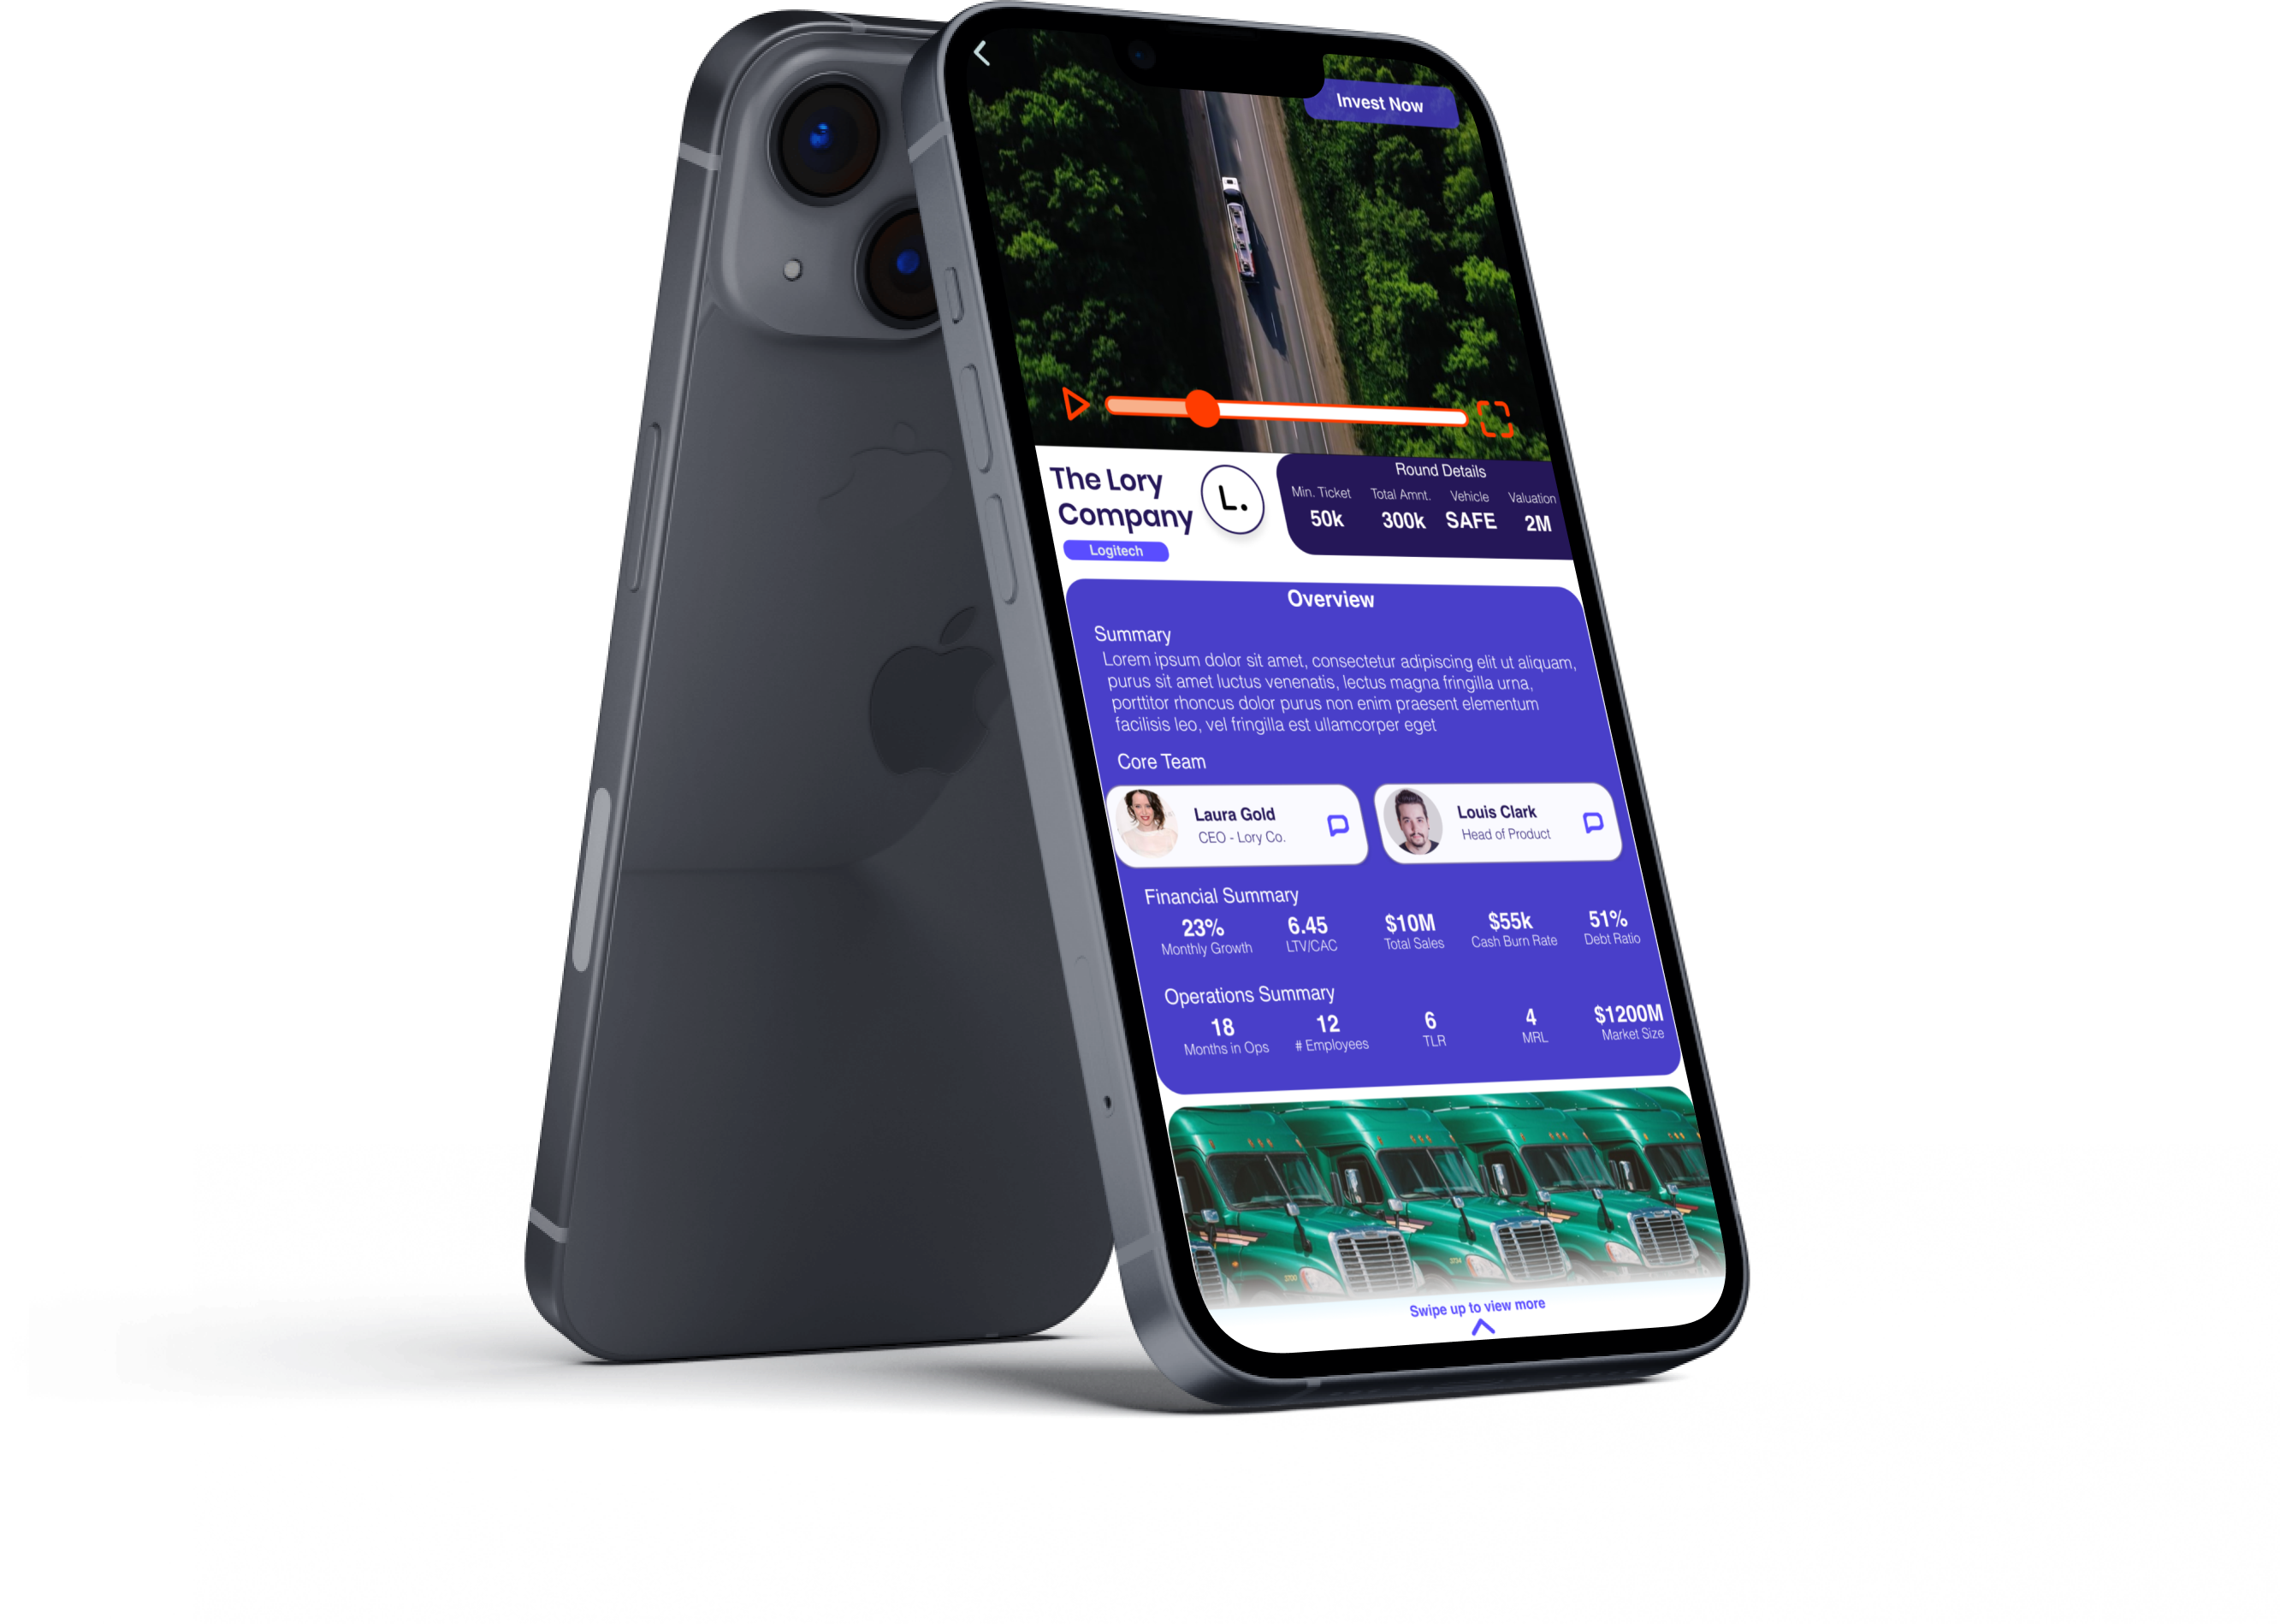 Invest Now
The Lory
Company
L.
Logitech
Round Details
Min. Ticket Total Amnt. Vehicle Valuation
50k 300k SAFE 2M
Overview
Summary
Lorem ipsum dolor sit amet, consectetur adipiscing elit ut aliquam,
purus sit amet luctus venenatis, lectus magna fringilla urna,
porttitor rhoncus dolor purus non enim praesent elementum
facilisis leo, vel fringilla est ullamcorper eget
Core Team
Laura Gold
CEO - Lory Co.
Louis Clark
Head of Product
Financial Summary
23% 6.45 $10M $55k 51%
Monthly Growth LTV/CAC Total Sales Cash Burn Rate Debt Ratio
Operations Summary
18 12 6 4 $1200M
Months in Ops # Employees TLR MRL Market Size
Swipe up to view more